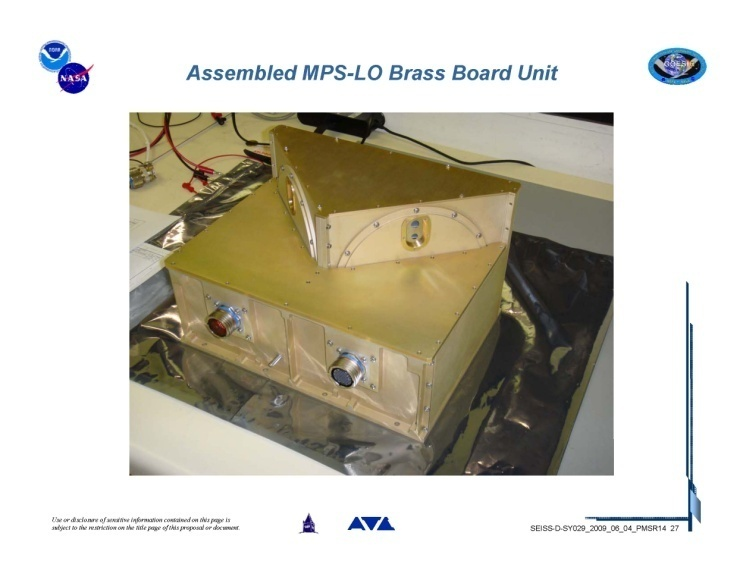 NOAA
NASA
Assembled MPS-LO Brass Board Unit
Use or disclosure of sensitive information contained on this page is
subject to the restriction on the title page of this proposal or document.
SEISS-D-SY029_2009_06_04_PMSR14 27